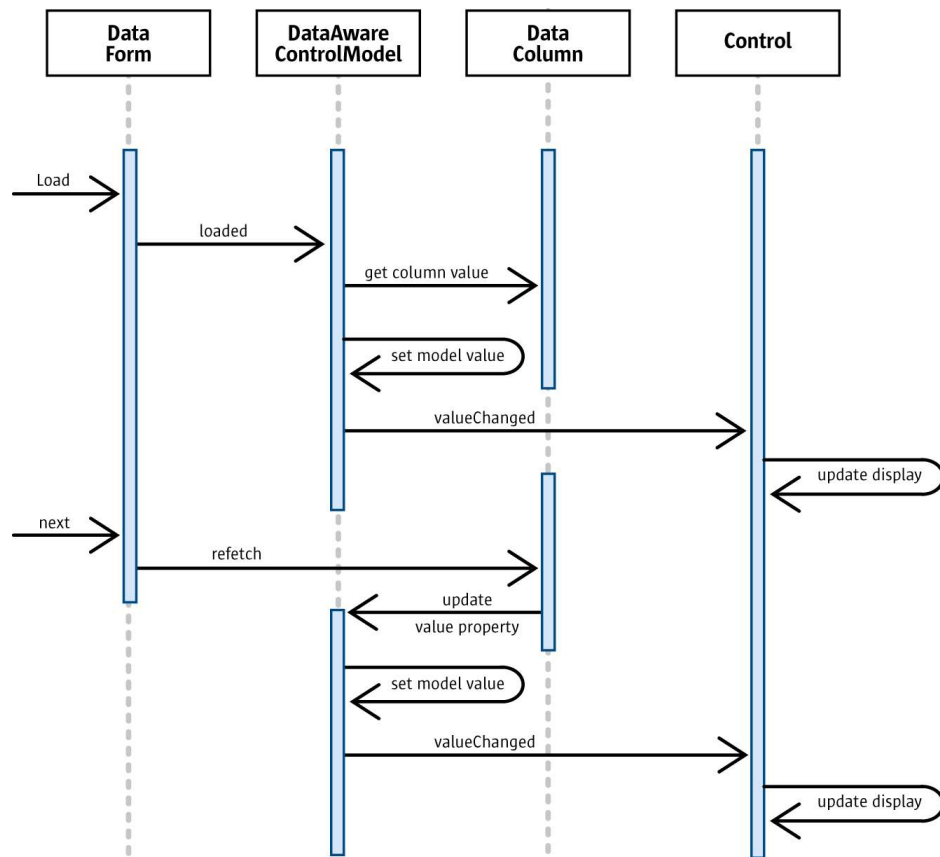 Data
Form
DataAware
ControlModel
Data
Column
Control
Load
loaded
get column value
set model value
valueChanged
update display
next
refetch
update
value property
set model value
valueChanged
update display